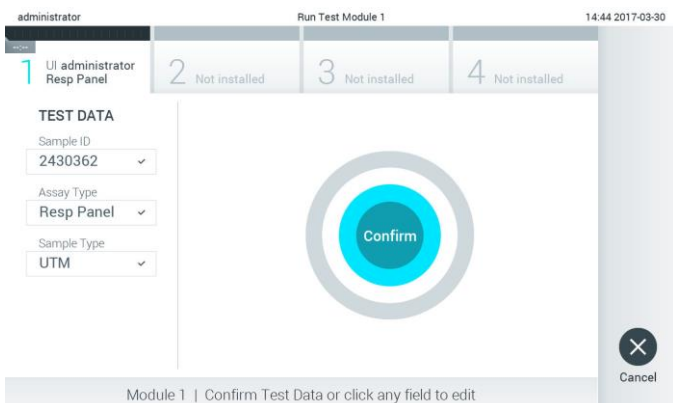 administrator
Run Test Module 1
14:44 2017-03-30
--:--
1
UI administrator
Resp Panel
2 Not installed
3 Not installed
4 Not installed
TEST DATA
Sample ID
2430362
Assay Type
Resp Panel
Sample Type
UTM
Confirm
Cancel
Module 1 | Confirm Test Data or click any field to edit